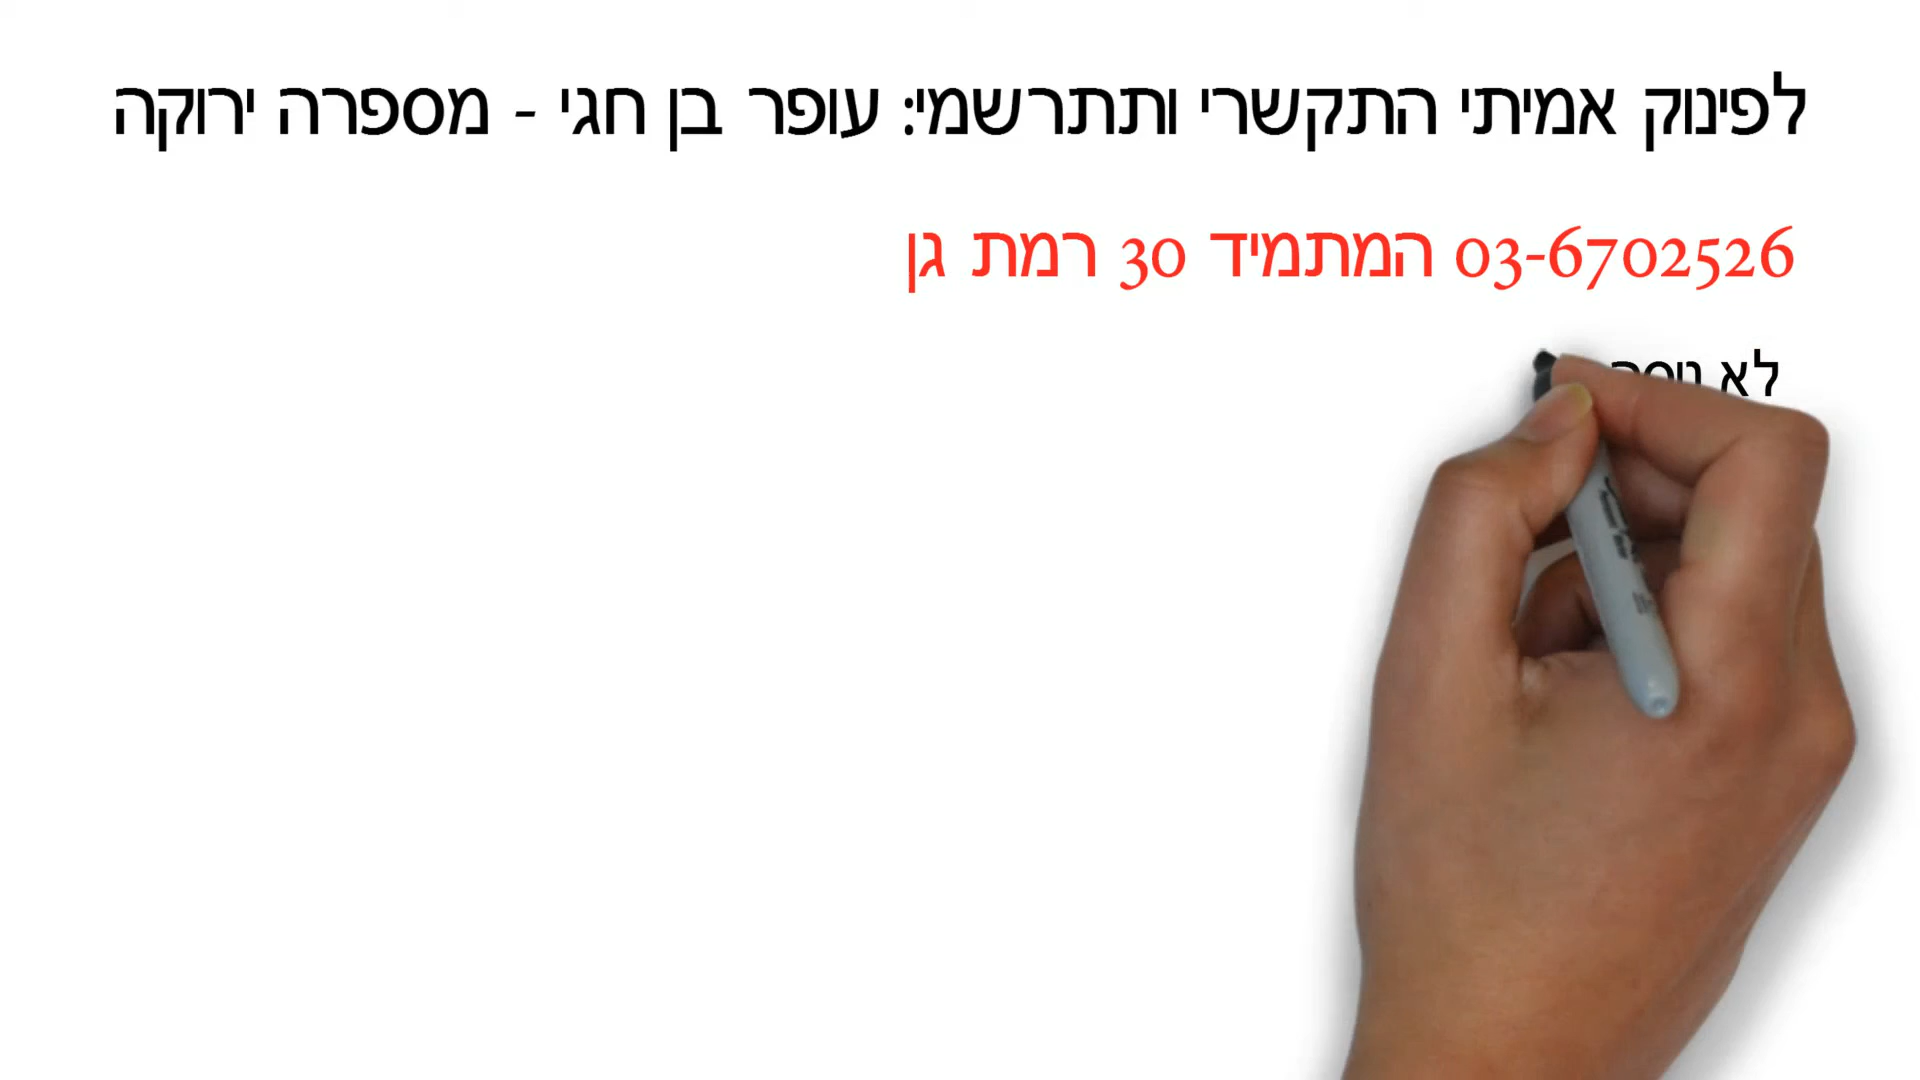 לפינוק אמיתי התקשרי ותתרשמי: עופר בן חגי - מספרה ירוקה
03-6702526 המתמיד 30 רמת גן
לא